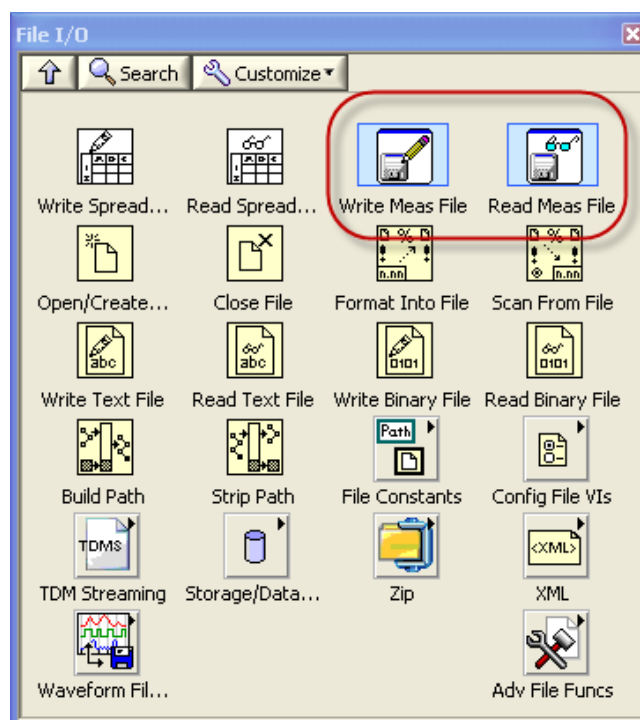 File I/O
Search Customize
Write Spread... Read Spread... Write Meas File Read Meas File
% %
n.nn n.nn
Open/Create... Close File Format Into File Scan From File
abc abc 0101 0101
Write Text File Read Text File Write Binary File Read Binary File
Path
Build Path Strip Path File Constants Config File VIs
TDMS <XML>
TDM Streaming Storage/Data... Zip XML
Waveform Fil... Adv File Funcs